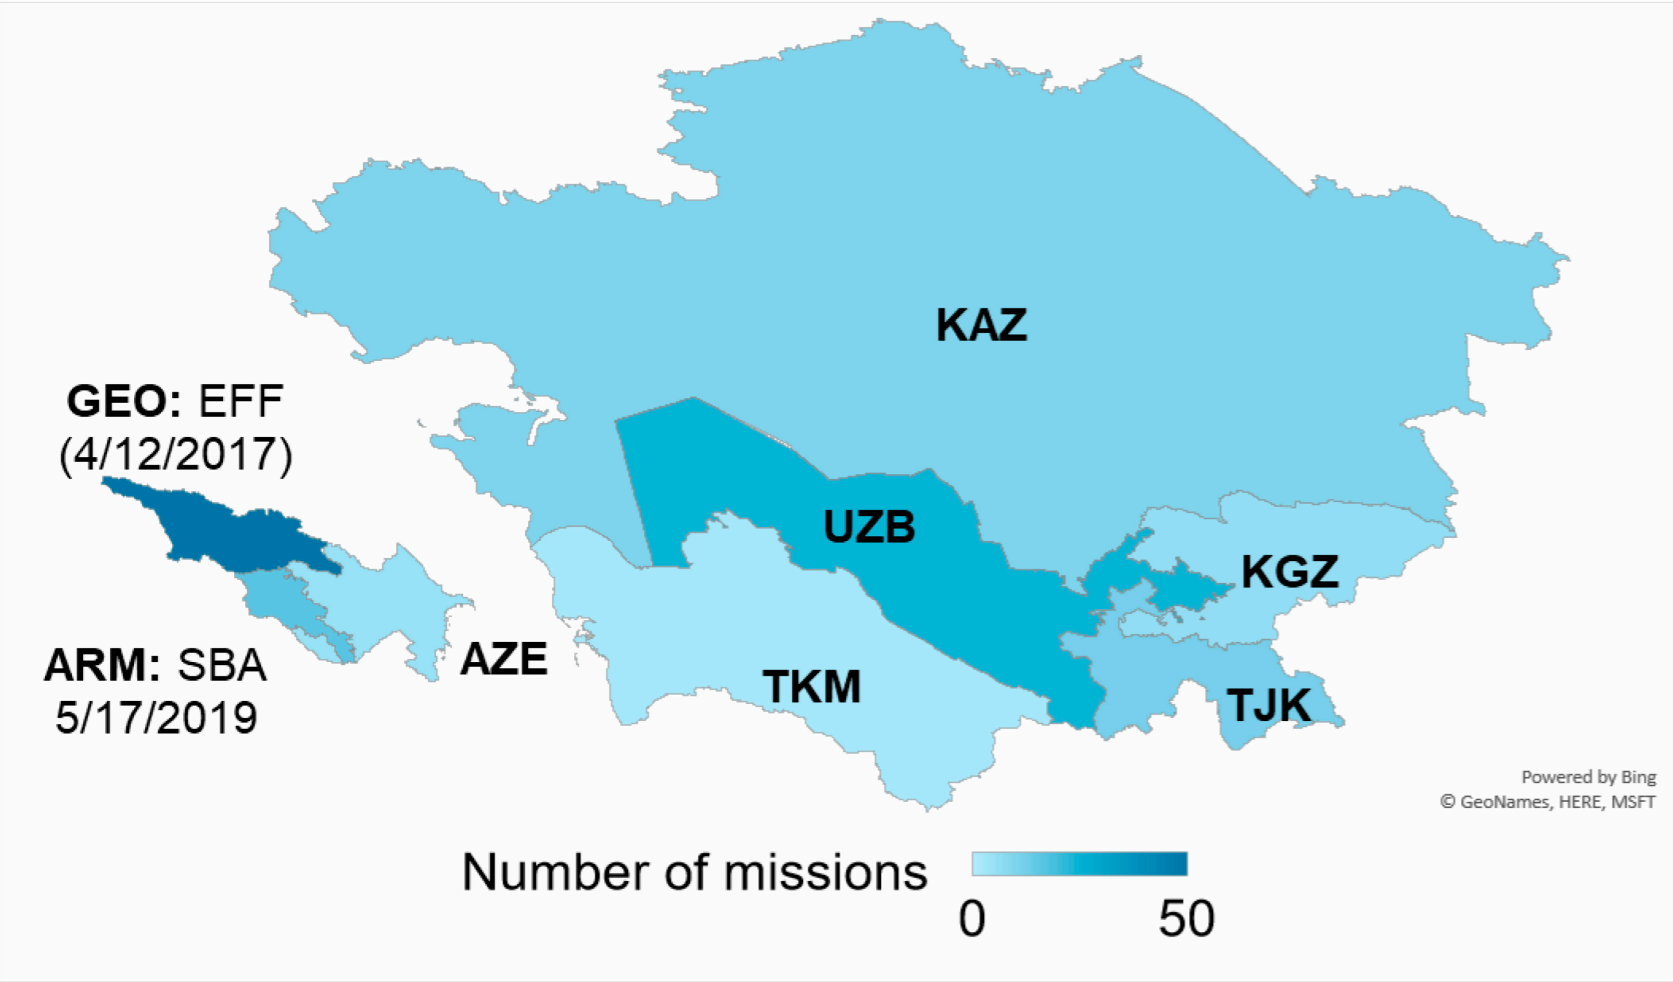 KAZ
GEO: EFF
(4/12/2017)
UZB
KGZ
ARM: SBA
5/17/2019
AZE
TKM
TJK
Powered by Bing
© GeoNames, HERE, MSFT
Number of missions
0 50